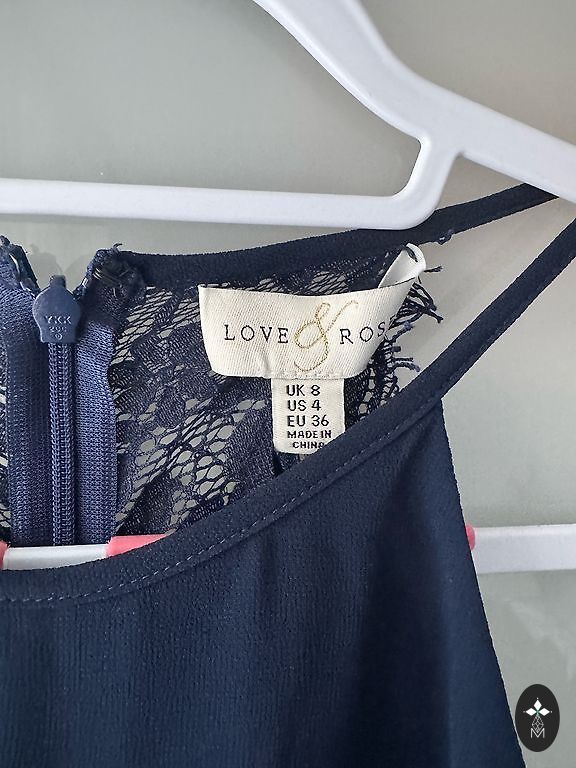 YKK
LOVE & ROS
UK 8
US 4
EU 36
MADE IN
CHINA
M